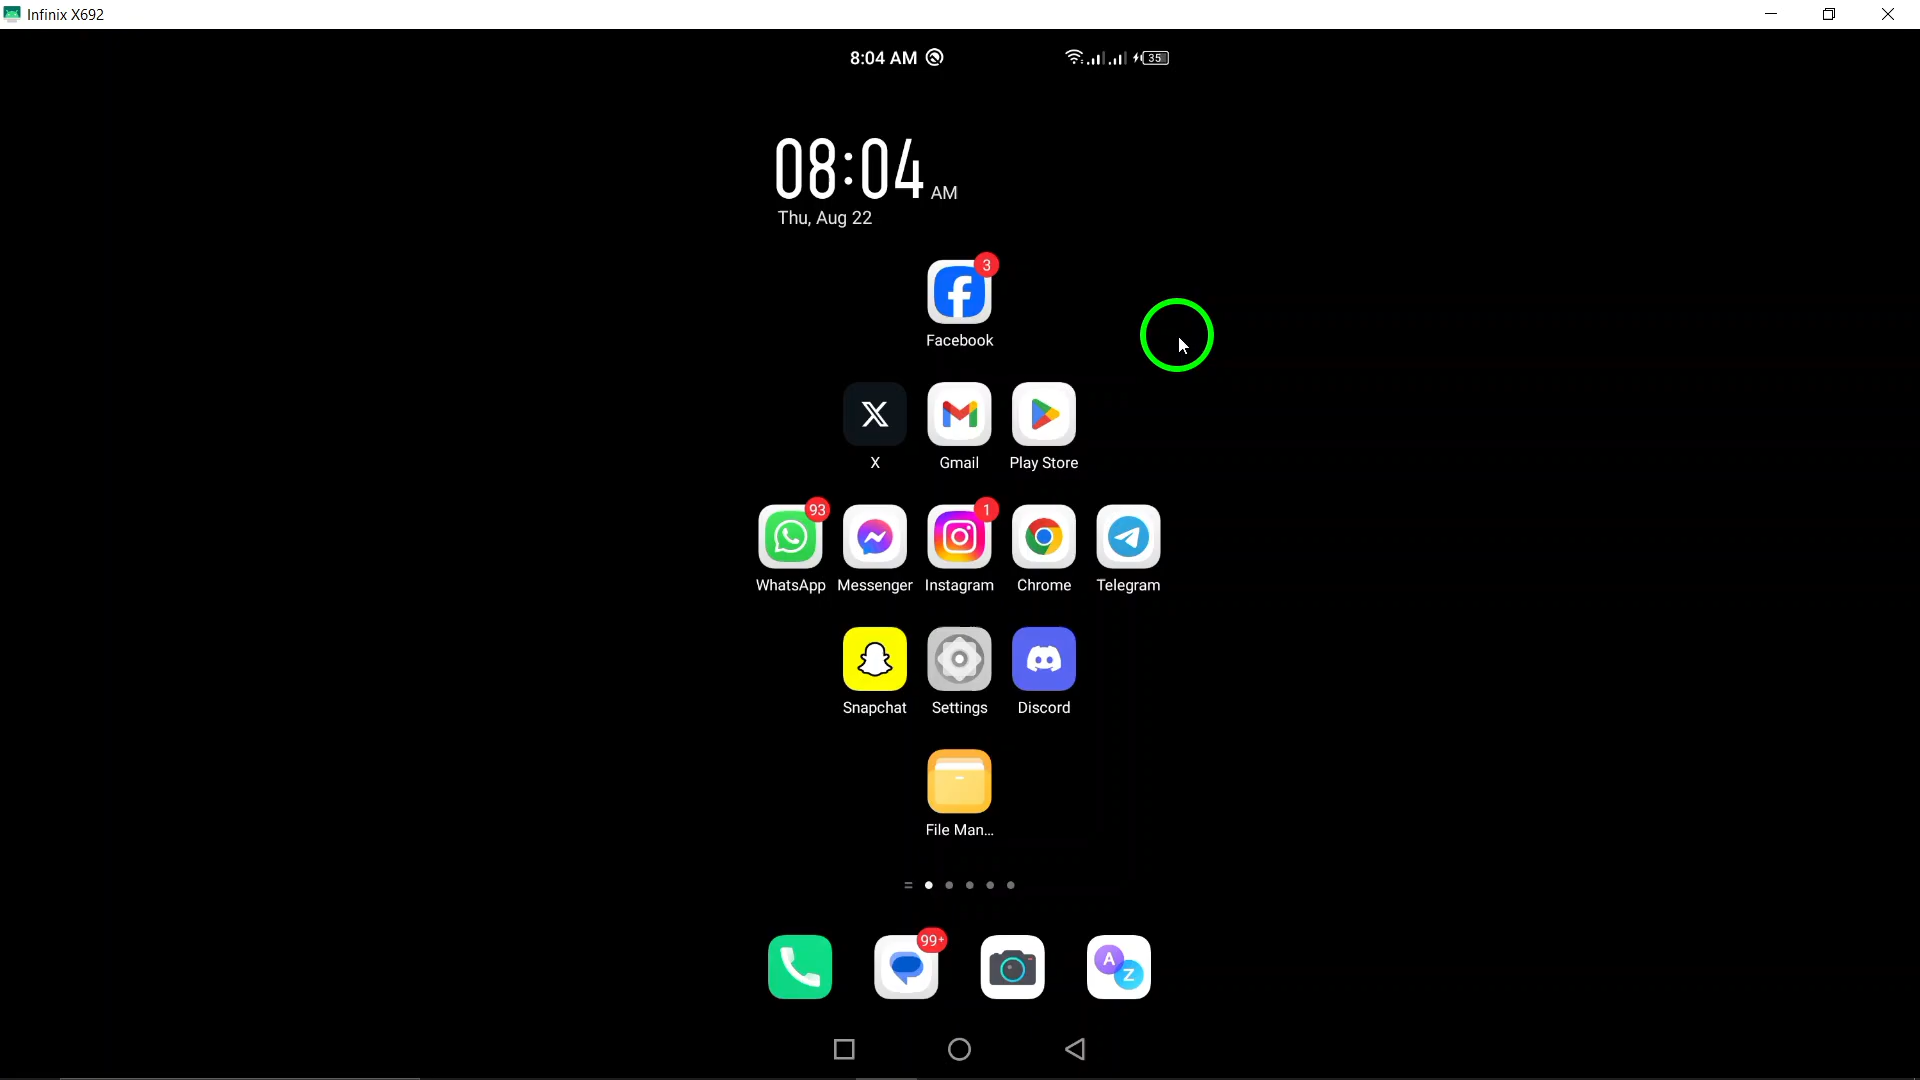 Infinix X692
8:04 AM
35
08:04 AM
Thu, Aug 22
3
Facebook
X Gmail Play Store
93 1
WhatsApp Messenger Instagram Chrome Telegram
Snapchat Settings Discord
File Man...
99+
A Z